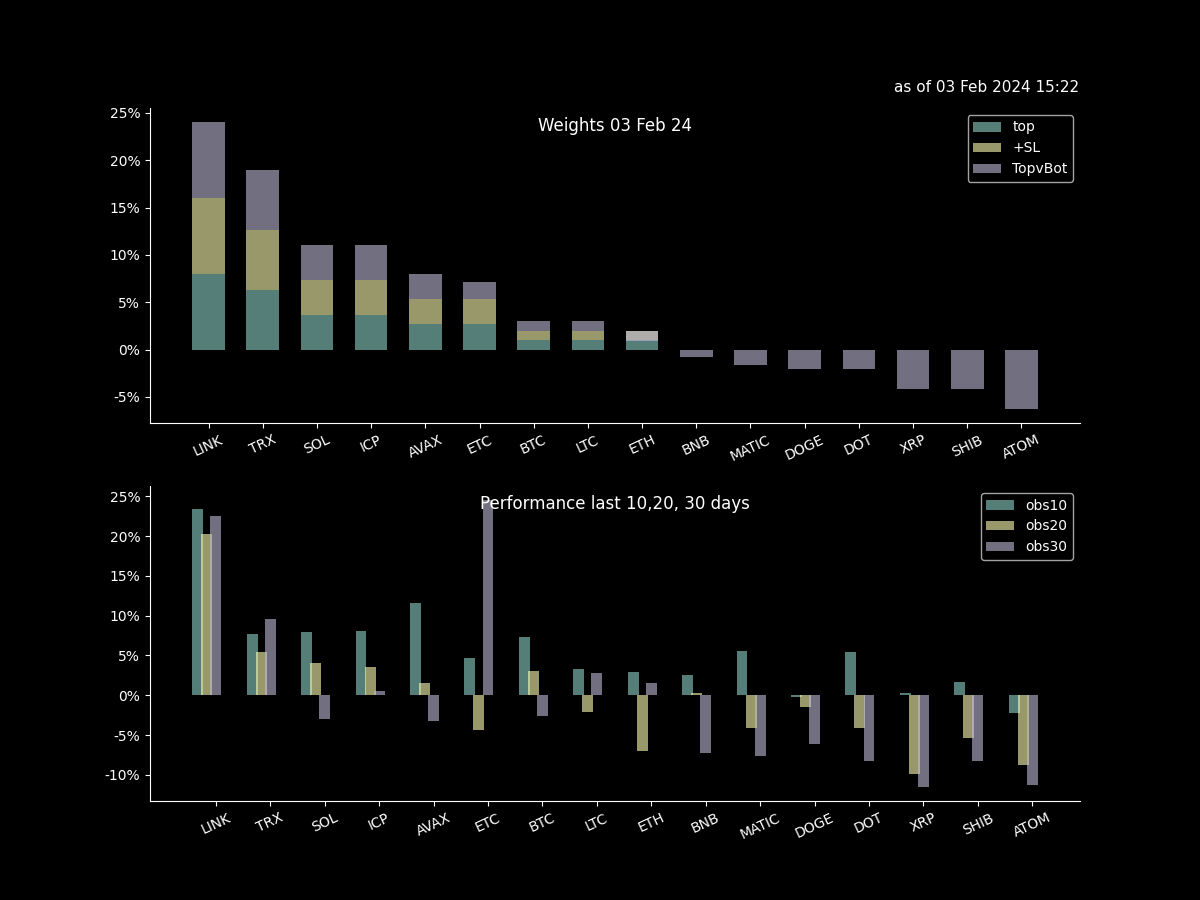 as of 03 Feb 2024 15:22
Weights 03 Feb 24
top
+SL
TopvBot
25%
20%
15%
10%
5%
0%
-5%
LINK TRX SOL ICP AVAX ETC BTC LTC ETH BNB MATIC DOGE DOT XRP SHIB ATOM
Performance last 10,20, 30 days
obs10
obs20
obs30
25%
20%
15%
10%
5%
0%
-5%
-10%
LINK TRX SOL ICP AVAX ETC BTC LTC ETH BNB MATIC DOGE DOT XRP SHIB ATOM